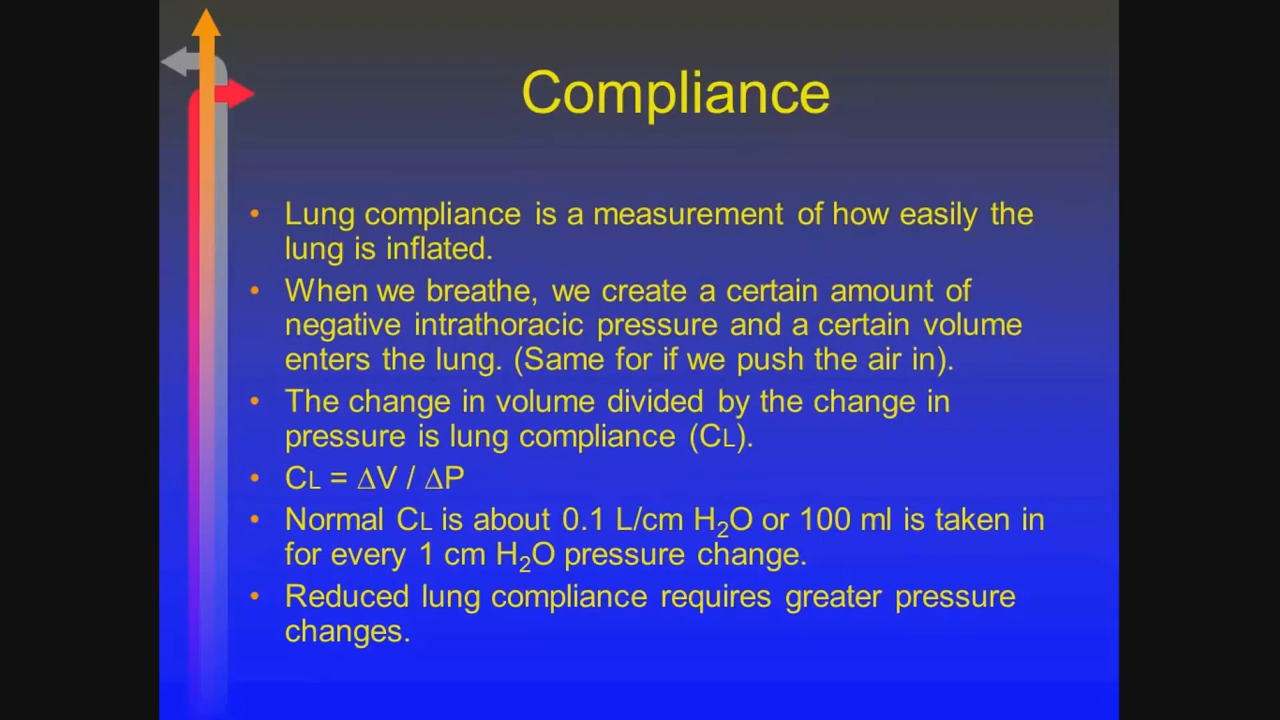 Compliance
• Lung compliance is a measurement of how easily the
lung is inflated.
• When we breathe, we create a certain amount of
negative intrathoracic pressure and a certain volume
enters the lung. (Same for if we push the air in).
• The change in volume divided by the change in
pressure is lung compliance (CL).
• CL = ∆V / ∆P
• Normal CL is about 0.1 L/cm H₂O or 100 ml is taken in
for every 1 cm H₂O pressure change.
• Reduced lung compliance requires greater pressure
changes.